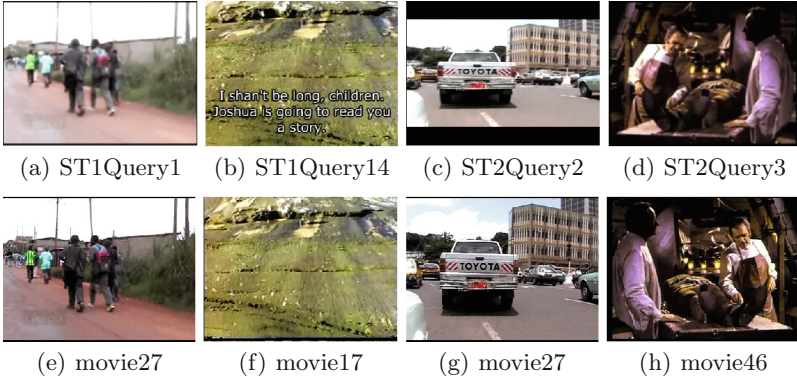 I shan't be long, children.
Joshua is going to read you
a story.
TOYOTA
(a) ST1Query1
(b) ST1Query14
(c) ST2Query2
(d) ST2Query3
TOYOTA
(e) movie27
(f) movie17
(g) movie27
(h) movie46